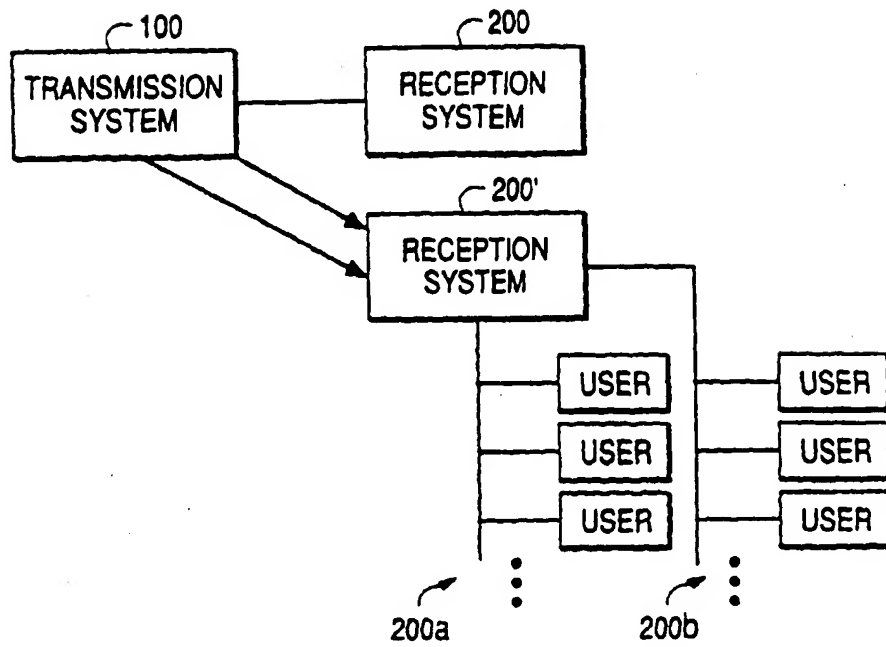 100
TRANSMISSION
SYSTEM
200
RECEPTION
SYSTEM
200'
RECEPTION
SYSTEM
USER
USER
USER
USER
USER
USER
200a
200b